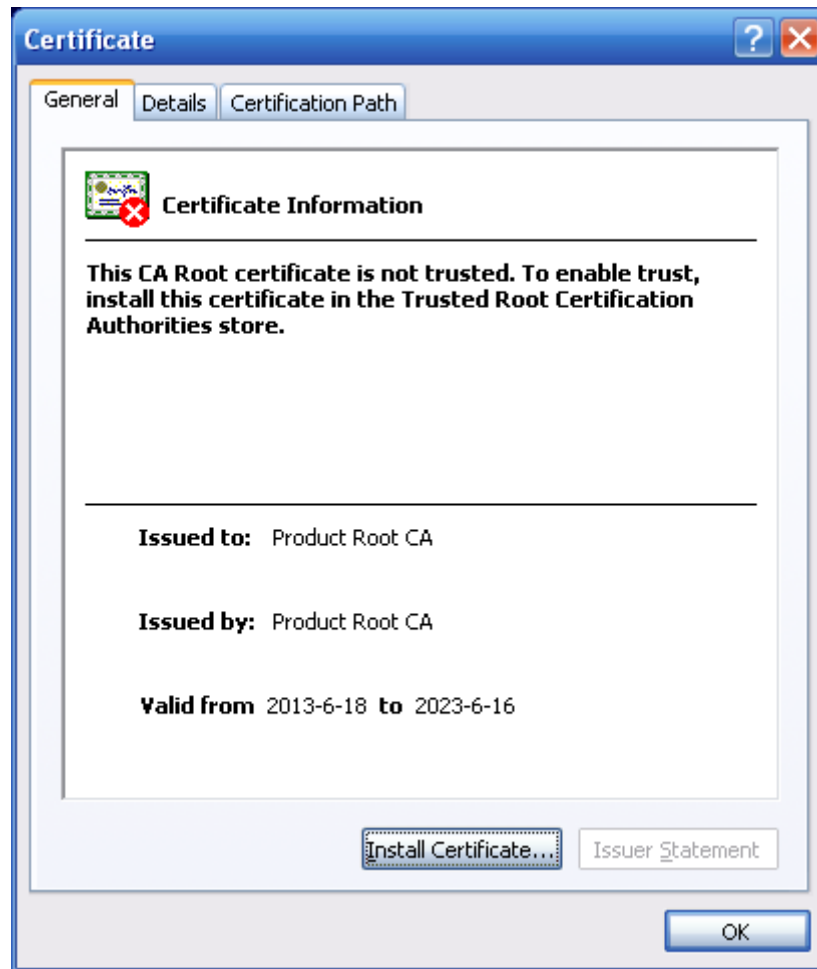 Certificate
General Details Certification Path
Certificate Information
This CA Root certificate is not trusted. To enable trust,
install this certificate in the Trusted Root Certification
Authorities store.
Issued to: Product Root CA
Issued by: Product Root CA
Valid from 2013-6-18 to 2023-6-16
Install Certificate... Issuer Statement
OK